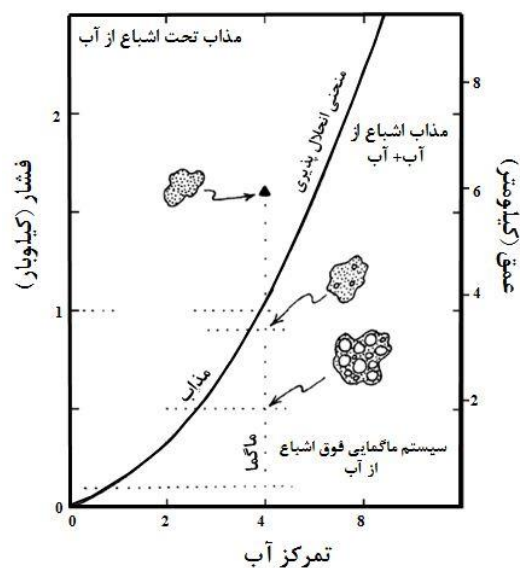 مذاب تحت اشباع از آب
8
2
منحنی انحلال پذیری
مذاب اشباع از
آب+ آب
فشار (کیلوبار)
عمق (کیلومتر)
6
1
4
مذاب
2
ماگما
سیستم ماگمایی فوق اشباع
از آب
0
0
2
4
8
تمرکز آب